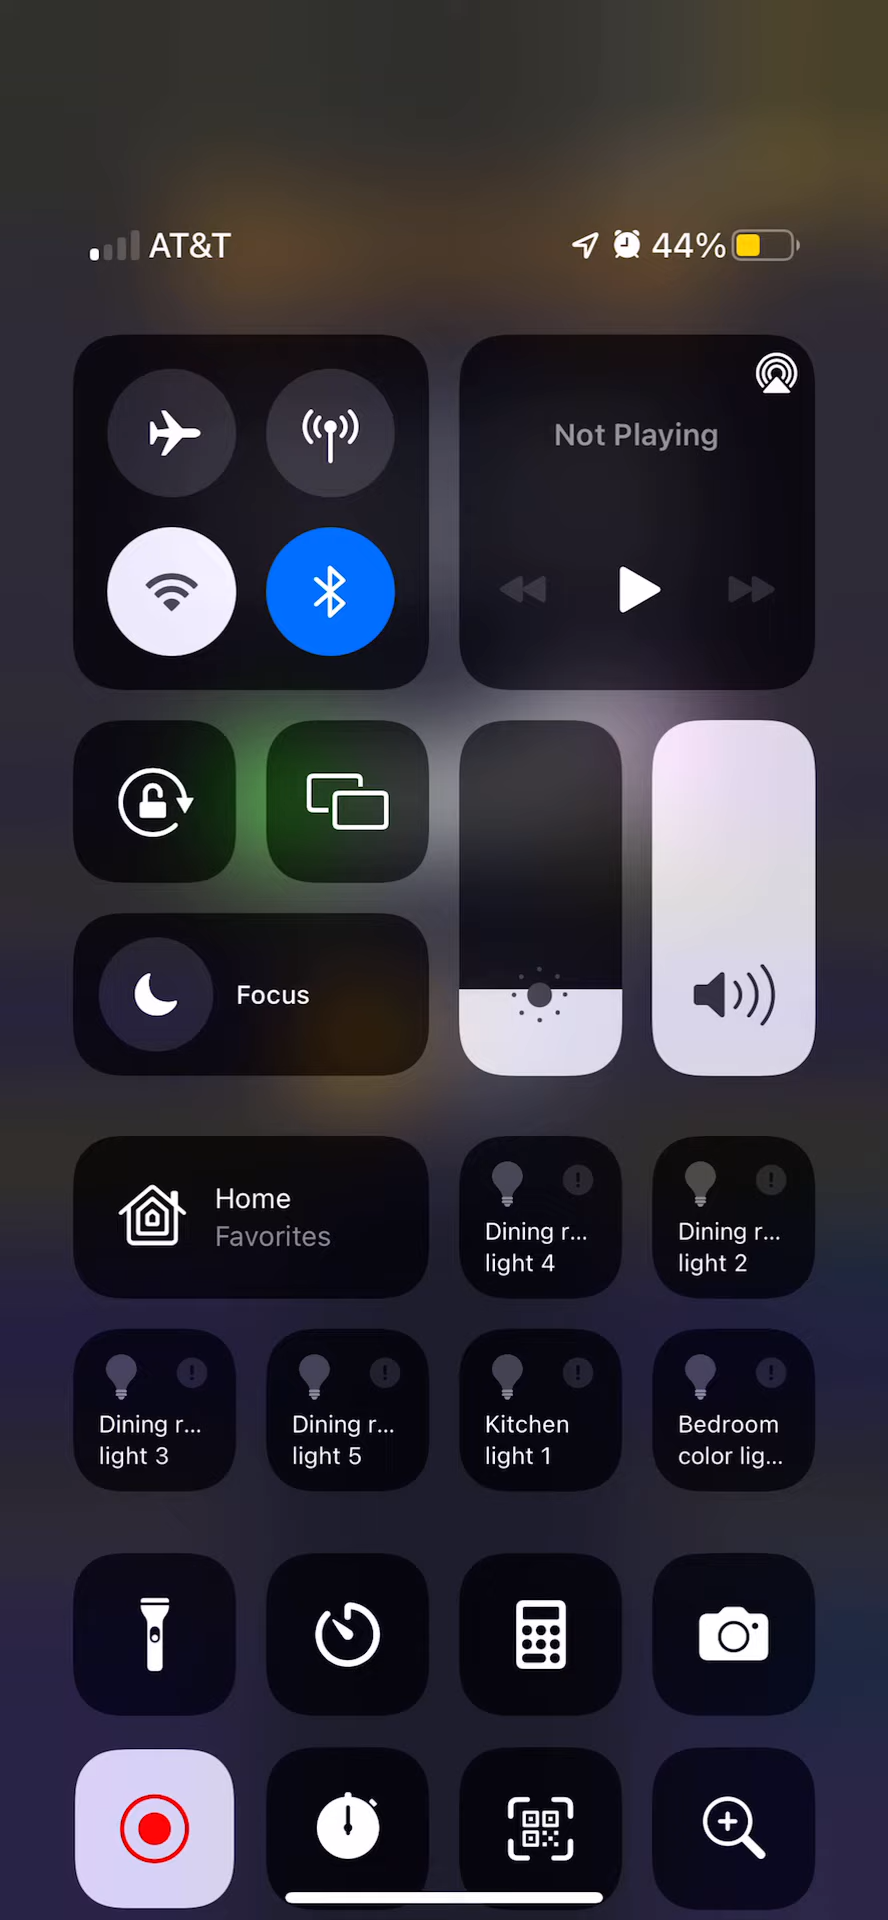 AT&T 44%
Not Playing
Focus
Home
Favorites
Dining r...
light 4
Dining r...
light 2
Dining r...
light 3
Dining r...
light 5
Kitchen
light 1
Bedroom
color lig...